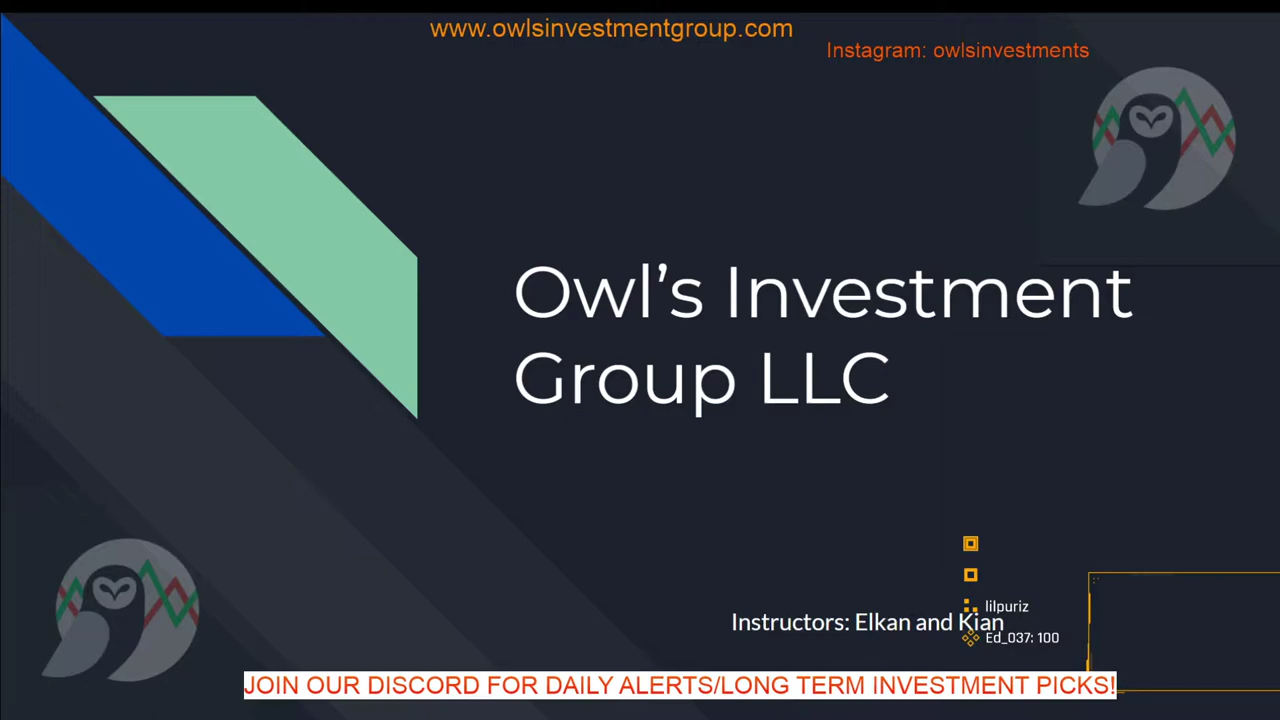 www.owlsinvestmentgroup.com
Instagram: owlsinvestments
Owl's Investment
Group LLC
lilpuriz
Instructors: Elkan and Kian
Ed_037: 100
JOIN OUR DISCORD FOR DAILY ALERTS/LONG TERM INVESTMENT PICKS!